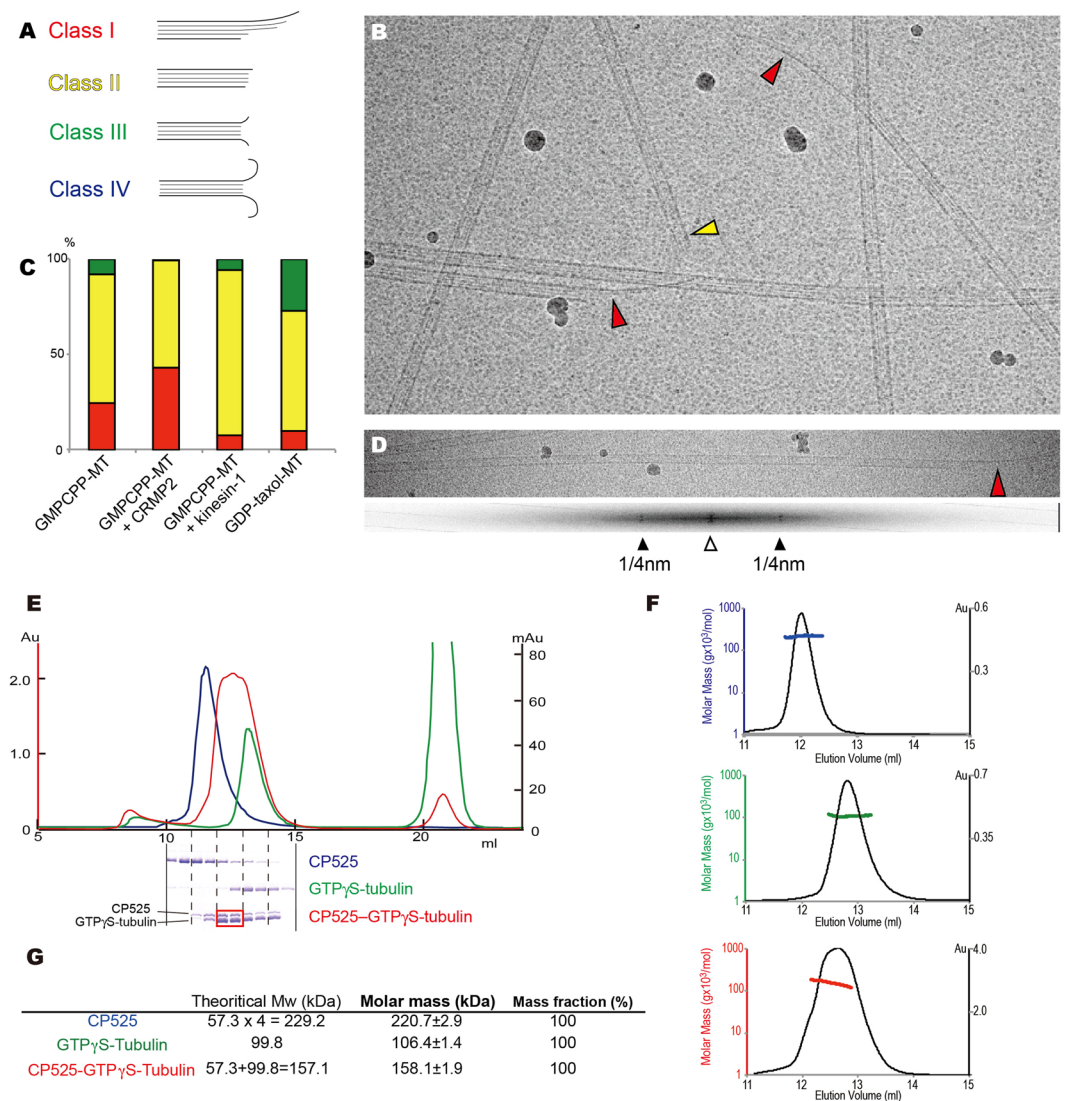 A
Class I
Class II
Class III
Class IV
B
C
%
100
50
0
GMPCPP-MT
GMPCPP-MT
+ CRMP2
GMPCPP-MT
+ kinesin-1
GDP-taxol-MT
D
1/4nm
1/4nm
E
Au
mAu
2.0
1.0
0
80
60
40
20
0
5
10
15
20
ml
CP525
GTPγS-tubulin
CP525
GTPγS-tubulin
CP525–GTPγS-tubulin
F
Molar Mass (gx10³/mol)
1000
100
10
1
Au
0.6
0.3
11
12
13
14
15
Elution Volume (ml)
Molar Mass (gx10³/mol)
1000
100
10
1
Au
0.7
0.35
11
12
13
14
15
Elution Volume (ml)
Molar Mass (gx10³/mol)
1000
100
10
1
Au
4.0
2.0
11
12
13
14
15
Elution Volume (ml)
G
Theoritical Mw (kDa) Molar mass (kDa) Mass fraction (%)
CP525 57.3 x 4 = 229.2 220.7±2.9 100
GTPγS-Tubulin 99.8 106.4±1.4 100
CP525-GTPγS-Tubulin 57.3+99.8=157.1 158.1±1.9 100